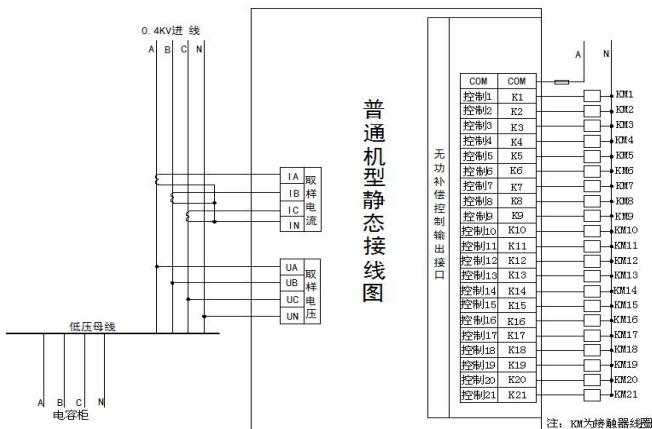 0.4KV进 线
A B C N
普通机型静态接线图
IA
IB
IC
IN
取样电流
UA
UB
UC
UN
取样电压
低压母线
A B C N
电容柜
无功补偿控制输出接口
A N
COM COM
控制1 K1 KM1
控制2 K2 KM2
控制3 K3 KM3
控制4 K4 KM4
控制5 K5 KM5
控制6 K6 KM6
控制7 K7 KM7
控制8 K8 KM8
控制9 K9 KM9
控制10 K10 KM10
控制11 K11 KM11
控制12 K12 KM12
控制13 K13 KM13
控制14 K14 KM14
控制15 K15 KM15
控制16 K16 KM16
控制17 K17 KM17
控制18 K18 KM18
控制19 K19 KM19
控制20 K20 KM20
控制21 K21 KM21
注: KM为接触器线圈